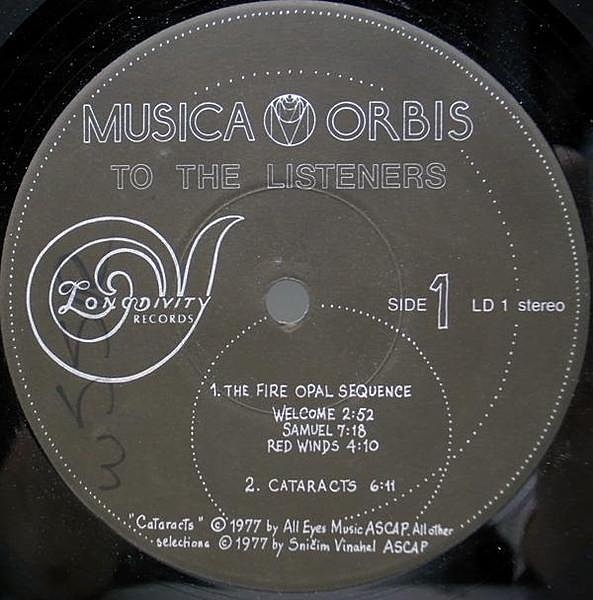 MUSICA ORBIS
TO THE LISTENERS
LONGDIVITY
RECORDS
SIDE 1 LD 1 stereo
1. THE FIRE OPAL SEQUENCE
WELCOME 2:52
SAMUEL 7:18
RED WINDS 4:10
2. CATARACTS 6:11
"Cataracts" © 1977 by All Eyes Music ASCAP. All other
selections © 1977 by Sničim Vinahel ASCAP